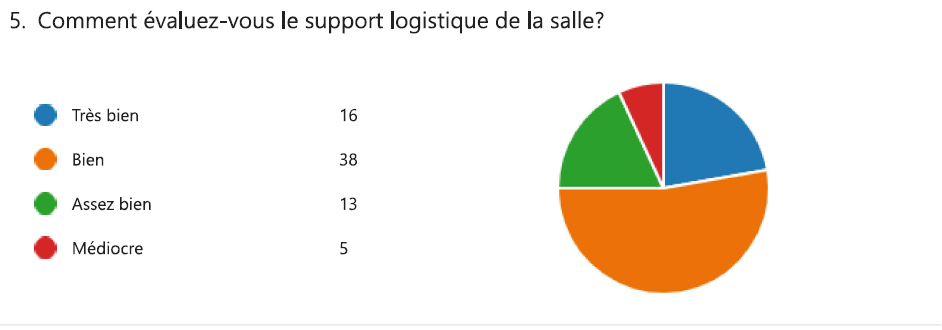 5. Comment évaluez-vous le support logistique de la salle?
Très bien 16
Bien 38
Assez bien 13
Médiocre 5